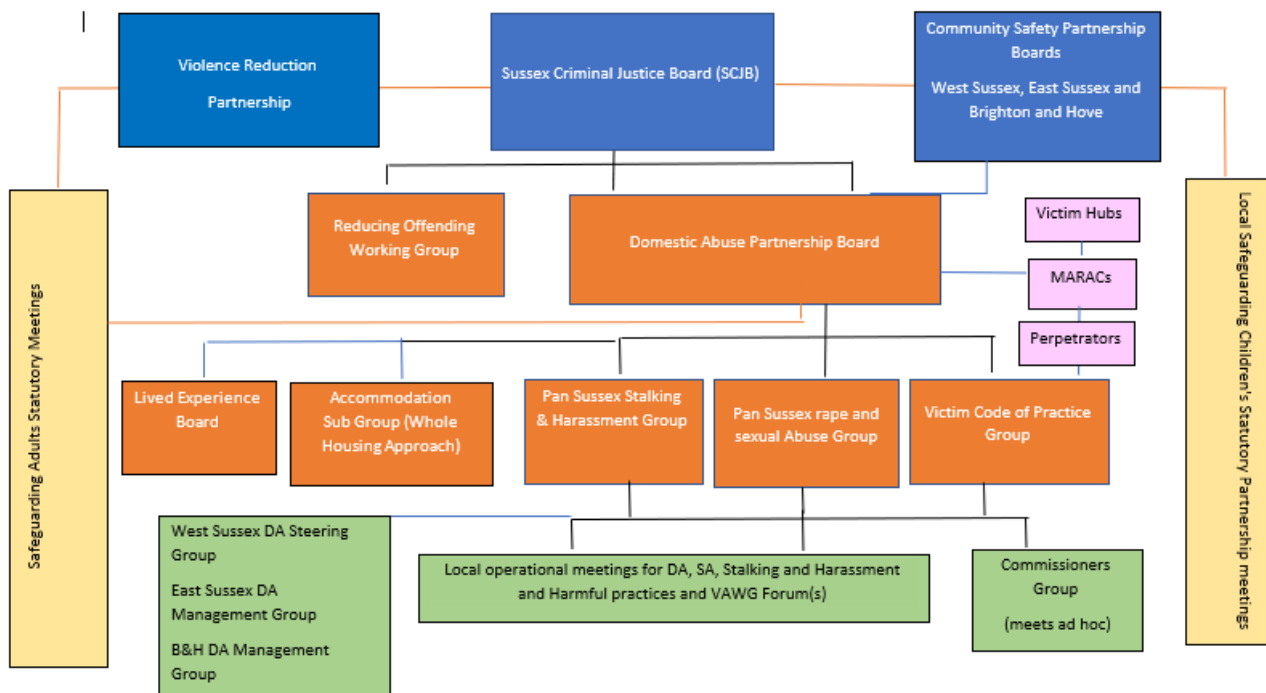 Violence Reduction
Partnership
Sussex Criminal Justice Board (SCJB)
Community Safety Partnership
Boards
West Sussex, East Sussex and
Brighton and Hove
Safeguarding Adults Statutory Meetings
Local Safeguarding Children's Statutory Partnership meetings
Reducing Offending
Working Group
Domestic Abuse Partnership Board
Victim Hubs
MARACs
Perpetrators
Lived Experience
Board
Accommodation
Sub Group (Whole
Housing Approach)
Pan Sussex Stalking
& Harassment Group
Pan Sussex rape and
sexual Abuse Group
Victim Code of Practice
Group
West Sussex DA Steering
Group
East Sussex DA
Management Group
B&H DA Management
Group
Local operational meetings for DA, SA, Stalking and Harassment
and Harmful practices and VAWG Forum(s)
Commissioners
Group
(meets ad hoc)